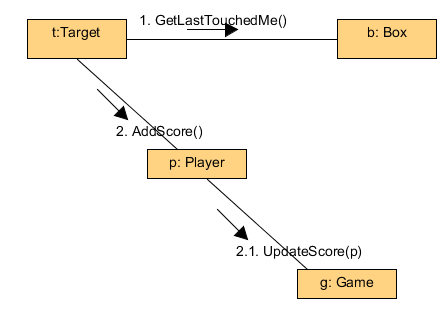 1. GetLastTouchedMe()
t:Target
b: Box
2. AddScore()
p: Player
2.1. UpdateScore(p)
g: Game